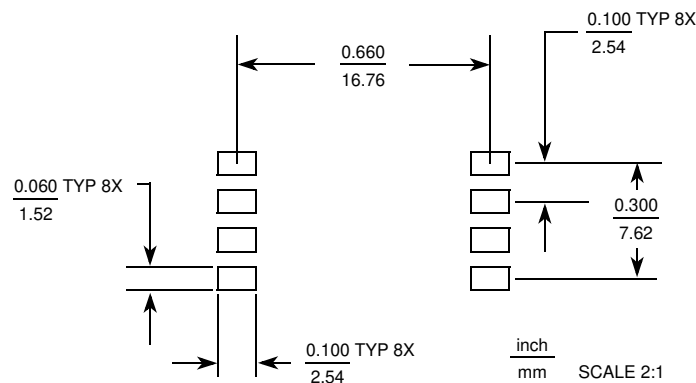 0.100 TYP 8X
2.54
0.660
16.76
0.060 TYP 8X
1.52
0.300
7.62
0.100 TYP 8X
2.54
inch
mm SCALE 2:1